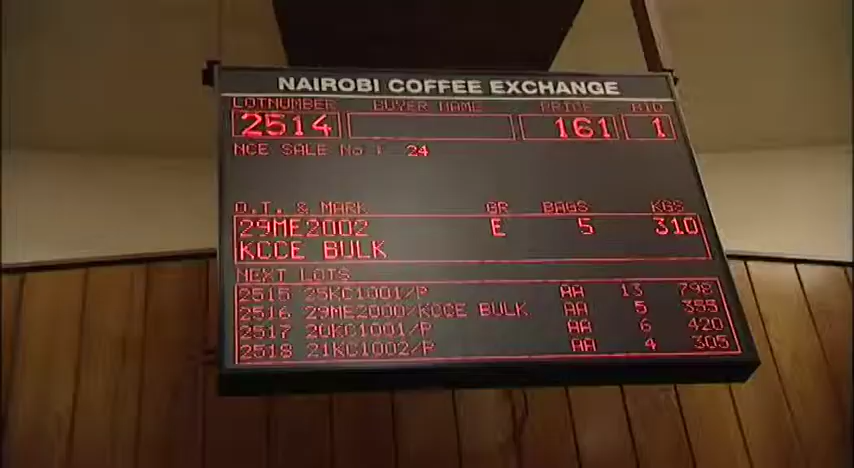 NAIROBI COFFEE EXCHANGE
LOTNUMBER BUYER NAME PRICE BID
2514 161 1
NCE SALE No : 24
O.T. & MARK GR BAGS KGS
29ME2002 E 5 310
KCCE BULK
NEXT LOTS
2515 25KC1001/P AA 13 798
2516 29ME2000/KCCE BULK AA 5 355
2517 20KC1001/P AA 6 420
2518 21KC1002/P AA 4 305